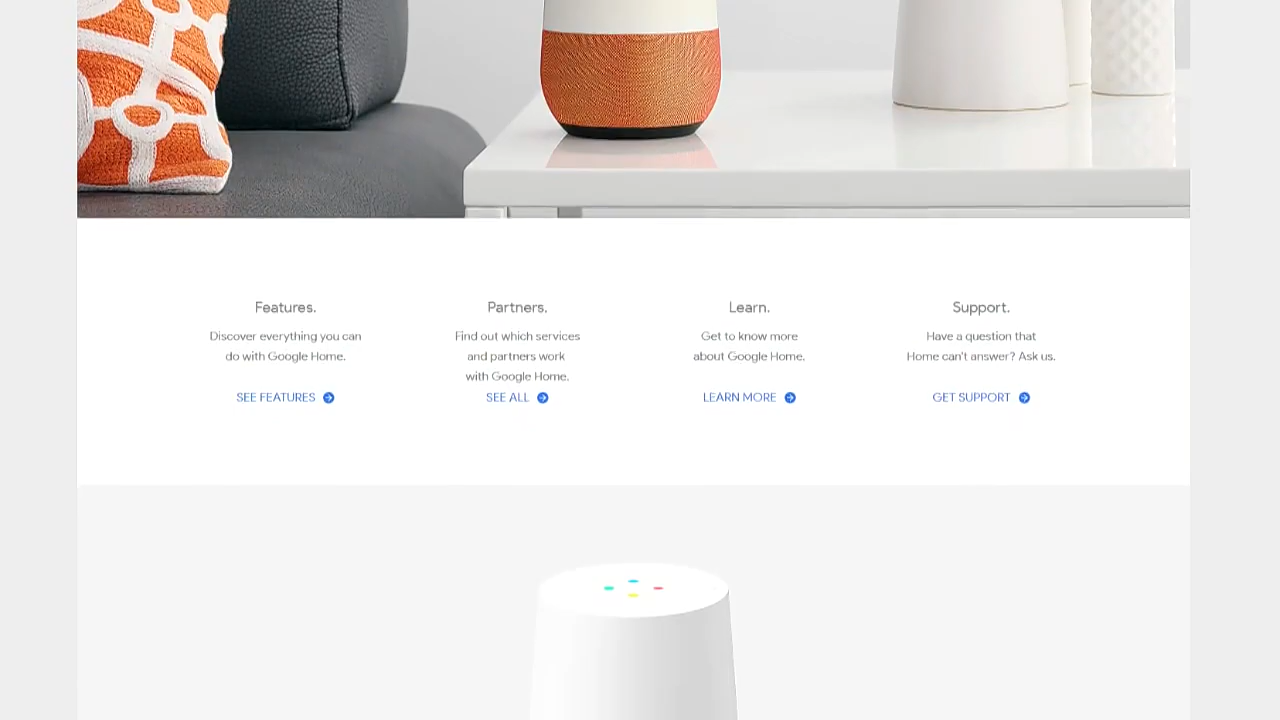 Features.
Discover everything you can
do with Google Home.
SEE FEATURES
Partners.
Find out which services
and partners work
with Google Home.
SEE ALL
Learn.
Get to know more
about Google Home.
LEARN MORE
Support.
Have a question that
Home can't answer? Ask us.
GET SUPPORT